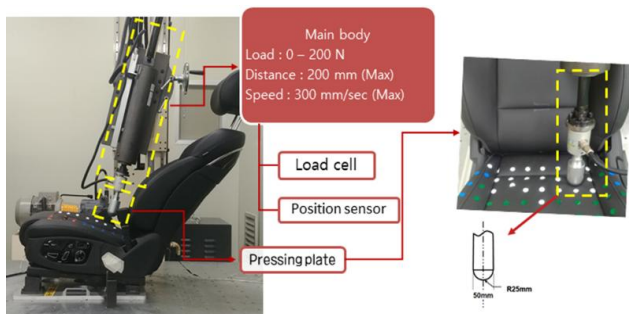 Main body
Load : 0 – 200 N
Distance : 200 mm (Max)
Speed : 300 mm/sec (Max)
Load cell
Position sensor
Pressing plate
50mm
R25mm